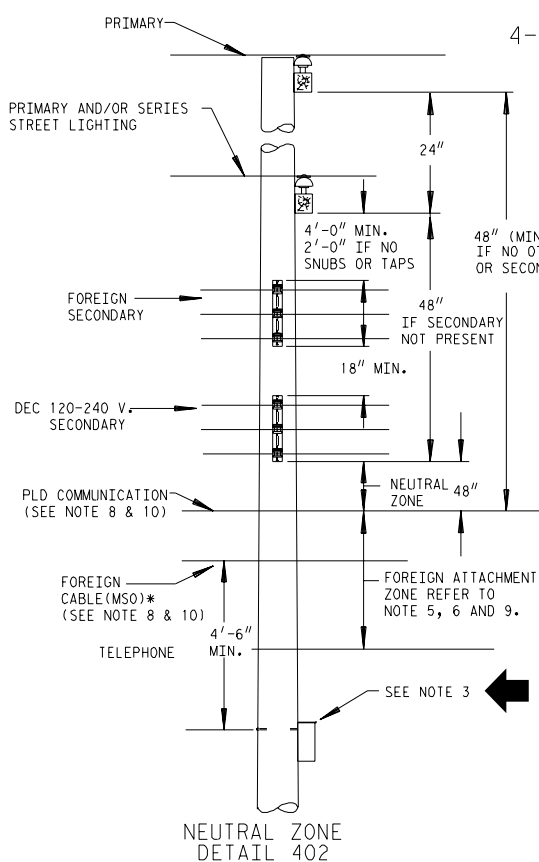 PRIMARY
4-
PRIMARY AND/OR SERIES
STREET LIGHTING
24"
4'-0" MIN.
2'-0" IF NO
SNUBS OR TAPS
48" (MIN
IF NO OT
OR SECON
FOREIGN
SECONDARY
48"
IF SECONDARY
NOT PRESENT
18" MIN.
DEC 120-240 V.
SECONDARY
NEUTRAL
ZONE
48"
PLD COMMUNICATION
(SEE NOTE 8 & 10)
FOREIGN
CABLE(MSO)*
(SEE NOTE 8 & 10)
FOREIGN ATTACHMENT
ZONE REFER TO
NOTE 5, 6 AND 9.
4'-6"
MIN.
TELEPHONE
SEE NOTE 3
NEUTRAL ZONE
DETAIL 402